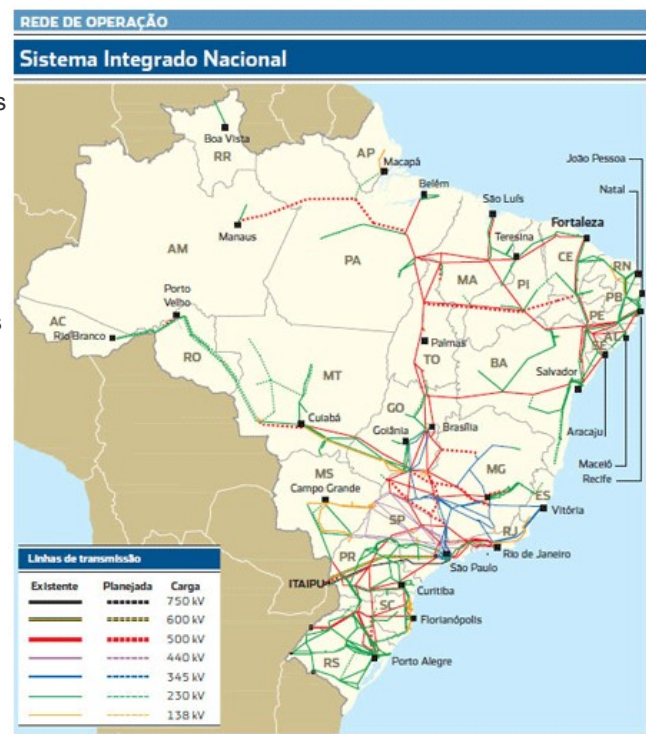 REDE DE OPERAÇÃO
Sistema Integrado Nacional
s
s
Boa Vista
RR
AP
Macapá
João Pessoa
Belém
São Luís
Natal
Fortaleza
Teresina
Manaus
AM
PA
CE
RN
MA
PI
PB
PE
Porto
Velho
AC
Rio Branco
RO
AL
SE
Palmas
TO
BA
MT
Salvador
GO
Cuiabá
Goiânia
Brasília
Aracaju
Maceió
Recife
MS
MG
Campo Grande
ES
Vitória
SP
RJ
Rio de Janeiro
PR
São Paulo
ITAIPU
Curitiba
SC
Florianópolis
RS
Porto Alegre
Linhas de transmissão
Existente Planejada Carga
750 kV
600 kV
500 kV
440 kV
345 kV
230 kV
138 kV